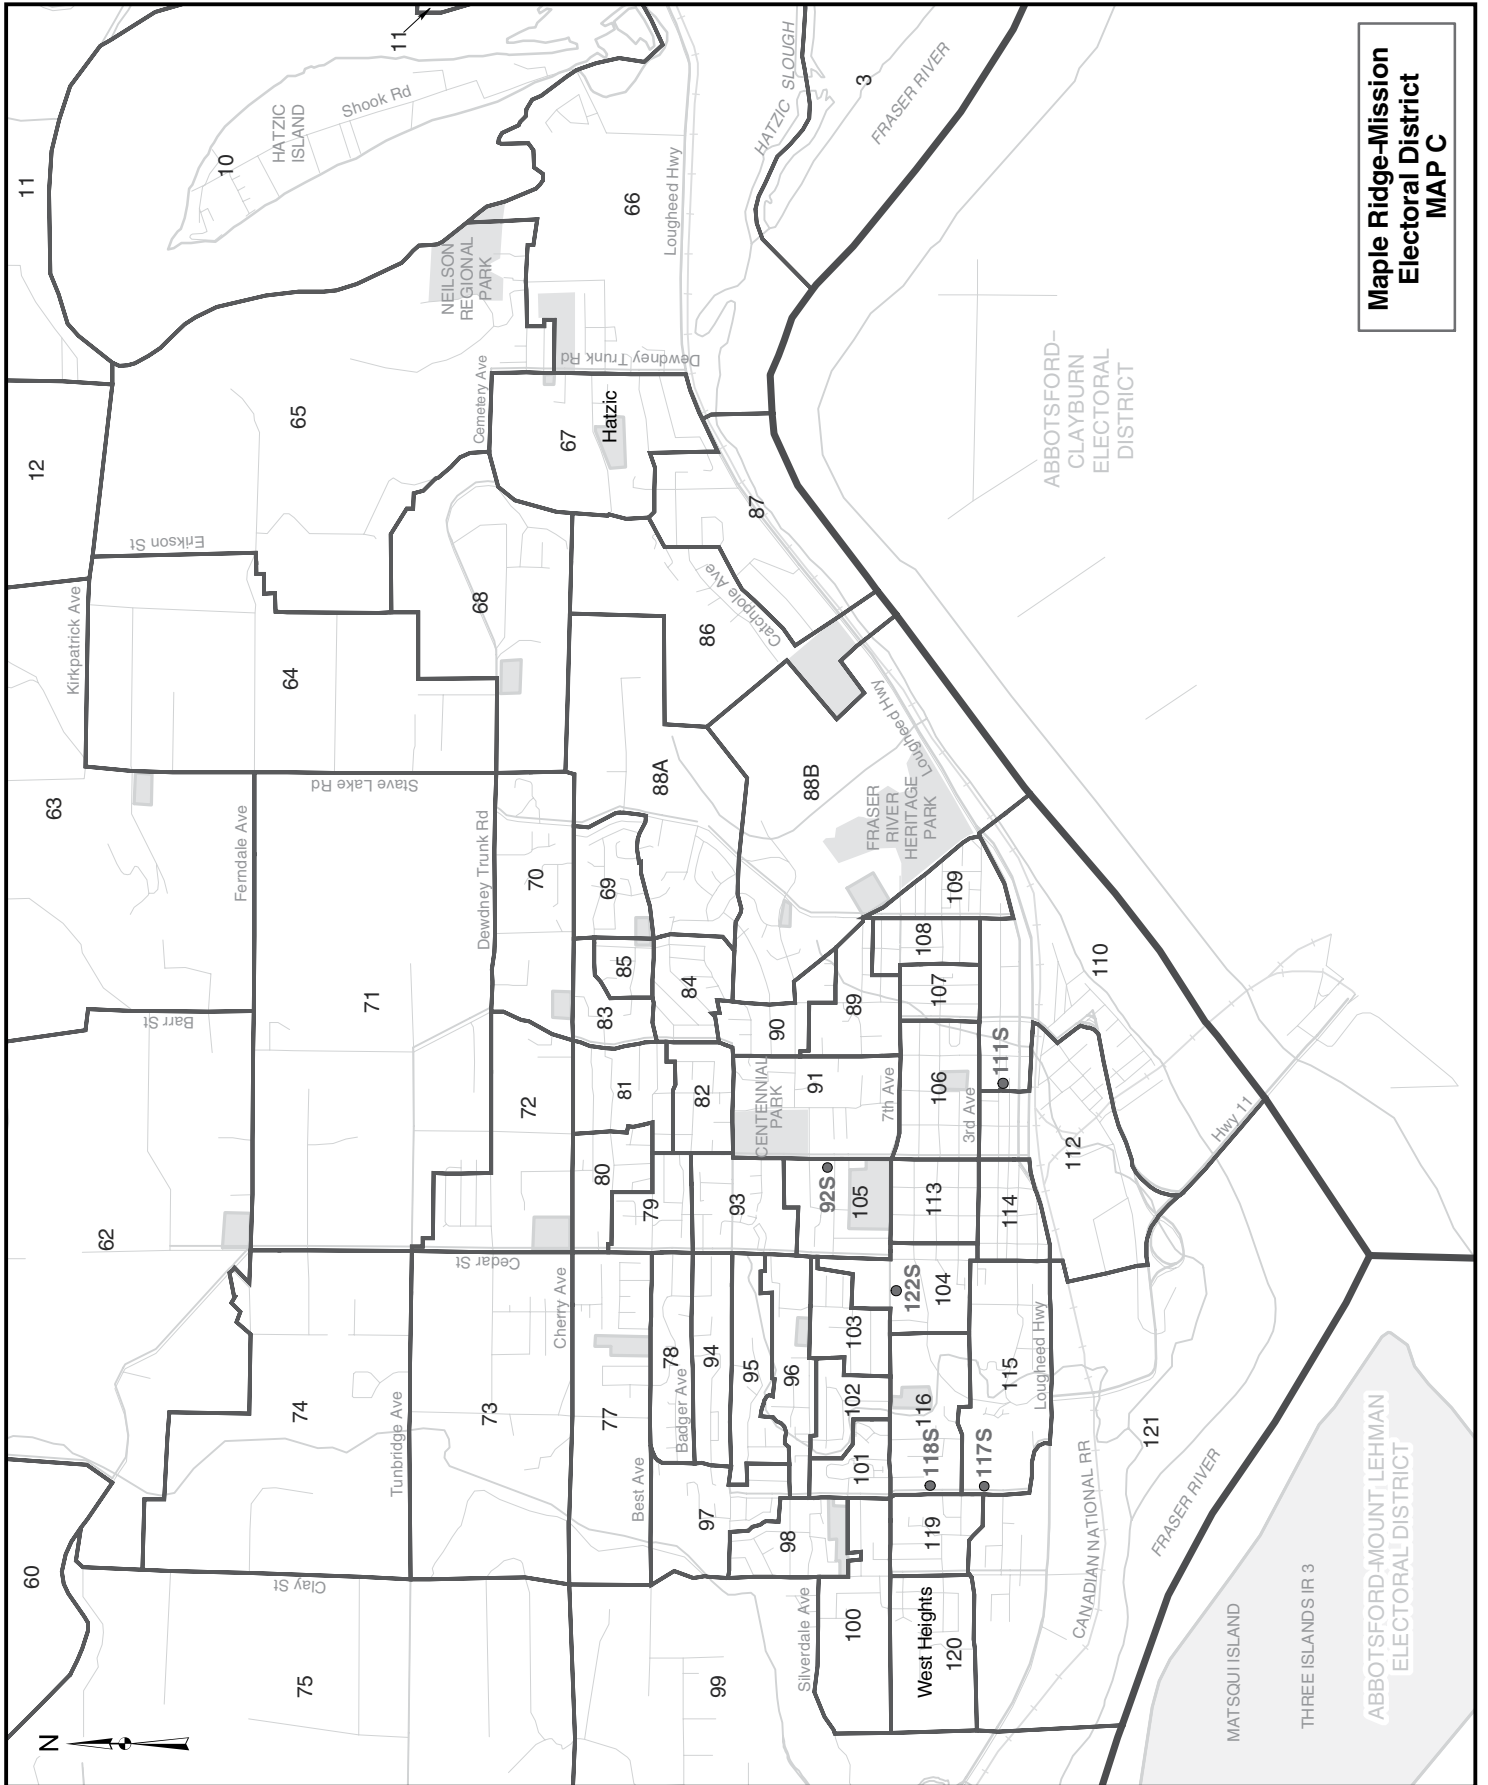 Maple Ridge-Mission
Electoral District
MAP C
N
11
11
10
HATZIC
ISLAND
Shook Rd
HATZIC SLOUGH
3
FRASER RIVER
66
Lougheed Hwy
NEILSON
REGIONAL
PARK
12
65
Cemetery Ave
Dewdney Trunk Rd
67
Hatzic
Erikson St
Kirkpatrick Ave
64
68
87
86
Catchpole Ave
ABBOTSFORD–
CLAYBURN
ELECTORAL
DISTRICT
63
Stave Lake Rd
88A
88B
Lougheed Hwy
FRASER
RIVER
HERITAGE
PARK
Ferndale Ave
Dewdney Trunk Rd
70
69
109
71
85
84
83
108
107
110
Barr St
90
89
72
81
82
CENTENNIAL
PARK
91
7th Ave
106
3rd Ave
111S
112
Hwy 11
62
80
79
93
92S
105
113
114
Cedar St
Cherry Ave
78
94
95
96
103
122S
104
115
Lougheed Hwy
74
Tunbridge Ave
73
77
Badger Ave
102
116
101
118S
117S
121
CANADIAN NATIONAL RR
FRASER RIVER
Best Ave
97
98
119
60
Clay St
75
99
Silverdale Ave
100
West Heights
120
MATSQUI ISLAND
THREE ISLANDS IR 3
ABBOTSFORD-MOUNT LEHMAN
ELECTORAL DISTRICT